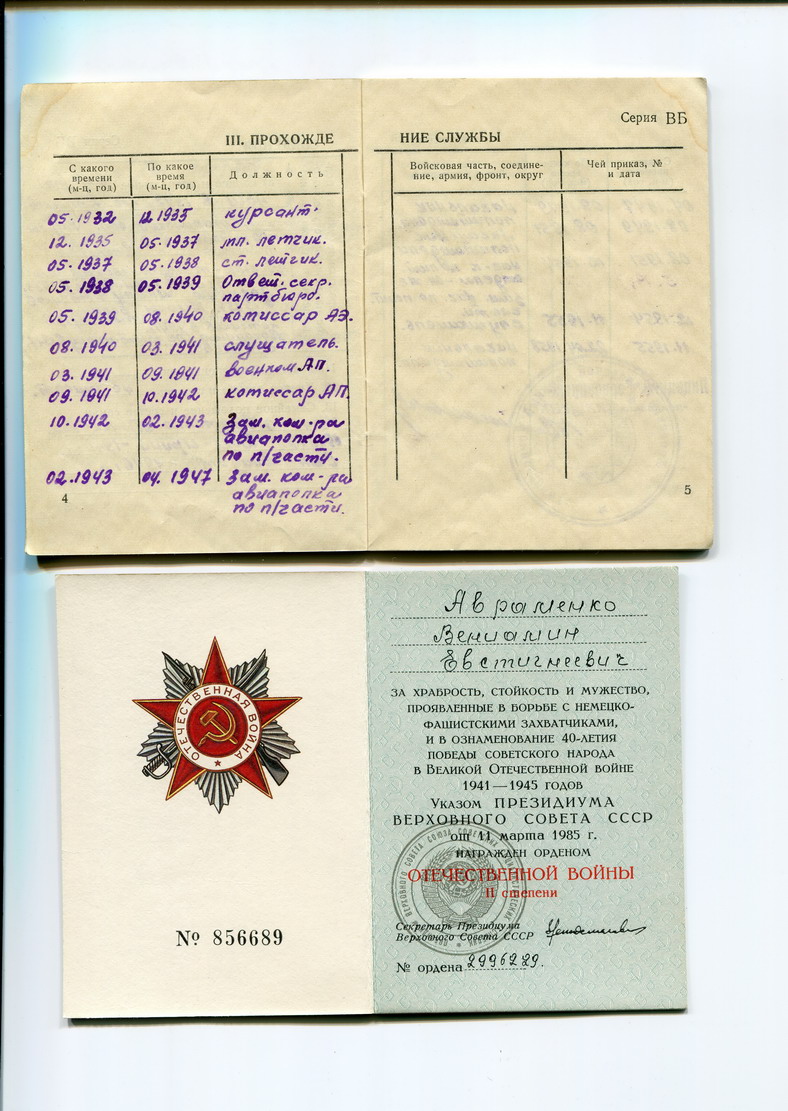 Серия ВБ
III. ПРОХОЖДЕНИЕ СЛУЖБЫ
С какого времени (м-ц, год) По какое время (м-ц, год) Должность Войсковая часть, соедине-ние, армия, фронт, округ Чей приказ, № и дата
05.1932 12.1935 курсант.
12.1935 05.1937 мл. летчик.
05.1937 05.1938 ст. летчик.
05.1938 05.1939 Ответ. секр.
партбюро.
05.1939 08.1940 комиссар АЭ.
08.1940 03.1941 слушатель.
03.1941 09.1941 военком АП.
09.1941 10.1942 комиссар АП.
10.1942 02.1943 Зам. ком-ра
авиаполка
по п/части.
02.1943 04.1947 Зам. ком-ра
авиаполка
по п/части.
4
5
Авраменко
Вениамин
Евстигнеевич
ЗА ХРАБРОСТЬ, СТОЙКОСТЬ И МУЖЕСТВО,
ПРОЯВЛЕННЫЕ В БОРЬБЕ С НЕМЕЦКО-
ФАШИСТСКИМИ ЗАХВАТЧИКАМИ,
И В ОЗНАМЕНОВАНИЕ 40-ЛЕТИЯ
ПОБЕДЫ СОВЕТСКОГО НАРОДА
В ВЕЛИКОЙ ОТЕЧЕСТВЕННОЙ ВОЙНЕ
1941—1945 ГОДОВ
УКАЗОМ ПРЕЗИДИУМА
ВЕРХОВНОГО СОВЕТА СССР
от 11 марта 1985 г.
НАГРАЖДЕН ОРДЕНОМ
ОТЕЧЕСТВЕННОЙ ВОЙНЫ
II степени
Секретарь Президиума
Верховного Совета СССР
№ ордена 2996229.
ОТЕЧЕСТВЕННАЯ ВОЙНА
№ 856689